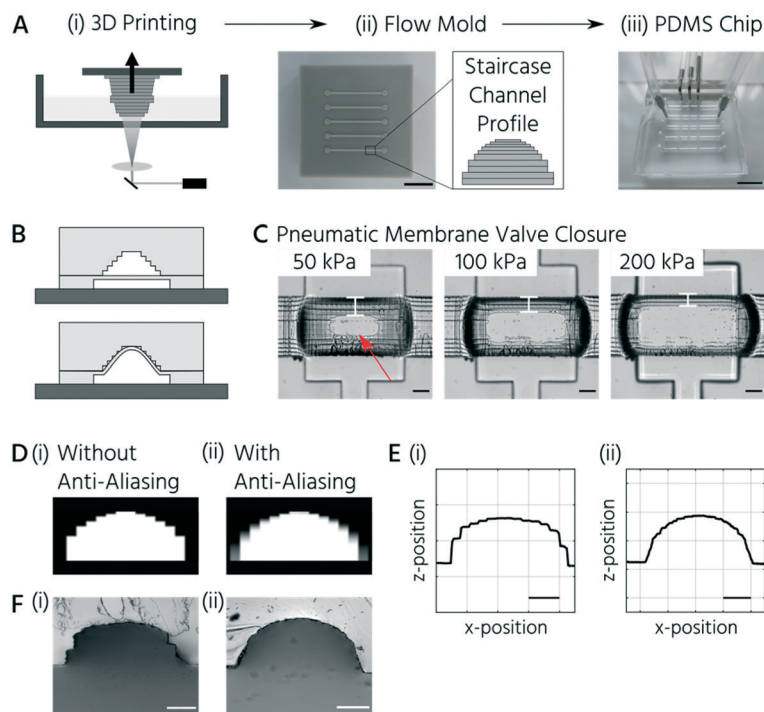 A (i) 3D Printing (ii) Flow Mold (iii) PDMS Chip
Staircase
Channel
Profile
B
C Pneumatic Membrane Valve Closure
50 kPa 100 kPa 200 kPa
D (i) Without
Anti-Aliasing
(ii) With
Anti-Aliasing
E (i) (ii)
z-position
x-position
z-position
x-position
F (i) (ii)